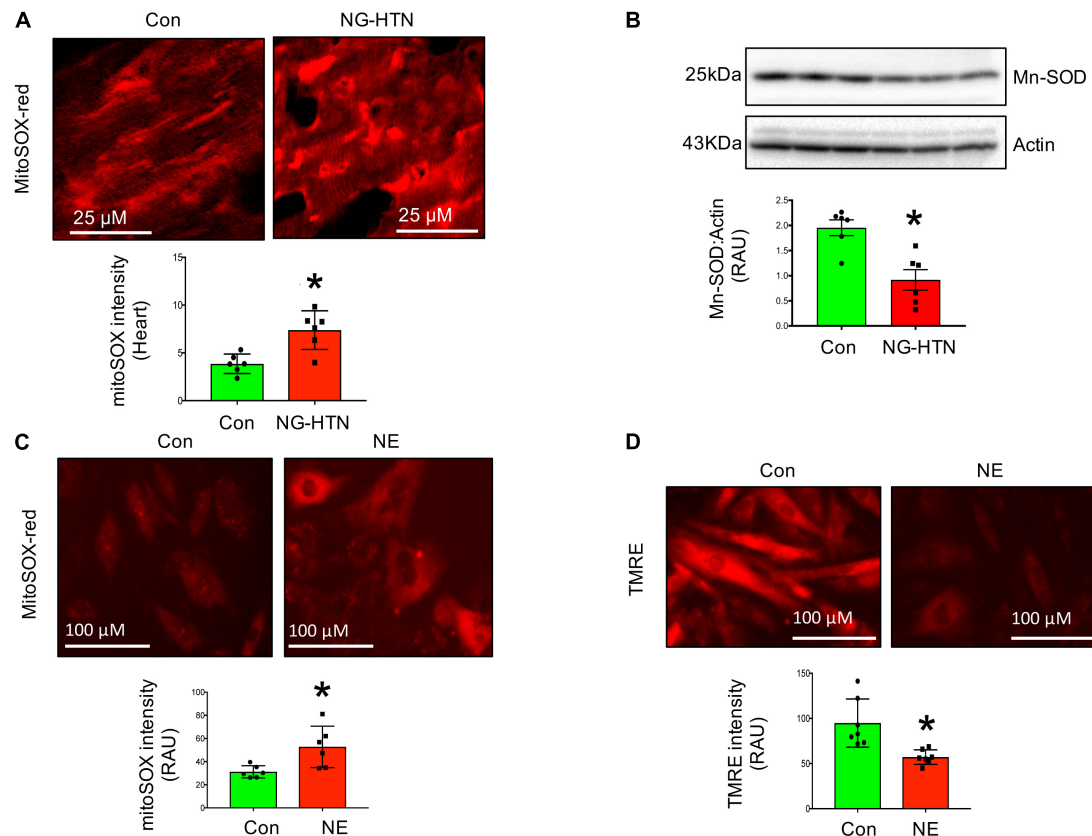 A
Con
NG-HTN
MitoSOX-red
25 µM
25 µM
mitoSOX intensity
(Heart)
15
10
5
0
*
Con
NG-HTN
B
25kDa
Mn-SOD
43KDa
Actin
Mn-SOD:Actin
(RAU)
2.5
2.0
1.5
1.0
0.5
0.0
*
Con
NG-HTN
C
Con
NE
MitoSOX-red
100 µM
100 µM
mitoSOX intensity
(RAU)
100
80
60
40
20
0
*
Con
NE
D
Con
NE
TMRE
100 µM
100 µM
TMRE intensity
(RAU)
150
100
50
0
*
Con
NE